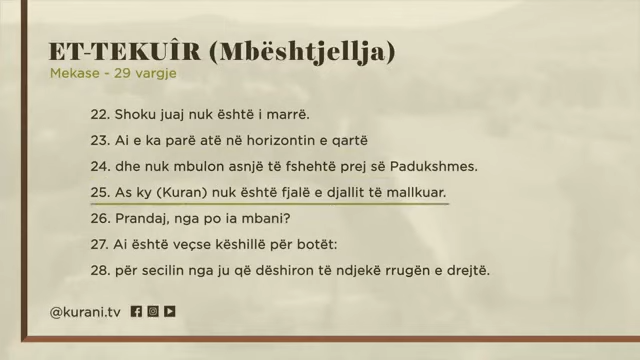 ET-TEKUÎR (Mbështjellja)
Mekase - 29 vargje
22. Shoku juaj nuk është i marrë.
23. Ai e ka parë atë në horizontin e qartë
24. dhe nuk mbulon asnjë të fshehtë prej së Padukshmes.
25. As ky (Kuran) nuk është fjalë e djallit të mallkuar.
26. Prandaj, nga po ia mbani?
27. Ai është veçse këshillë për botët:
28. për secilin nga ju që dëshiron të ndjekë rrugën e drejtë.
@kurani.tv